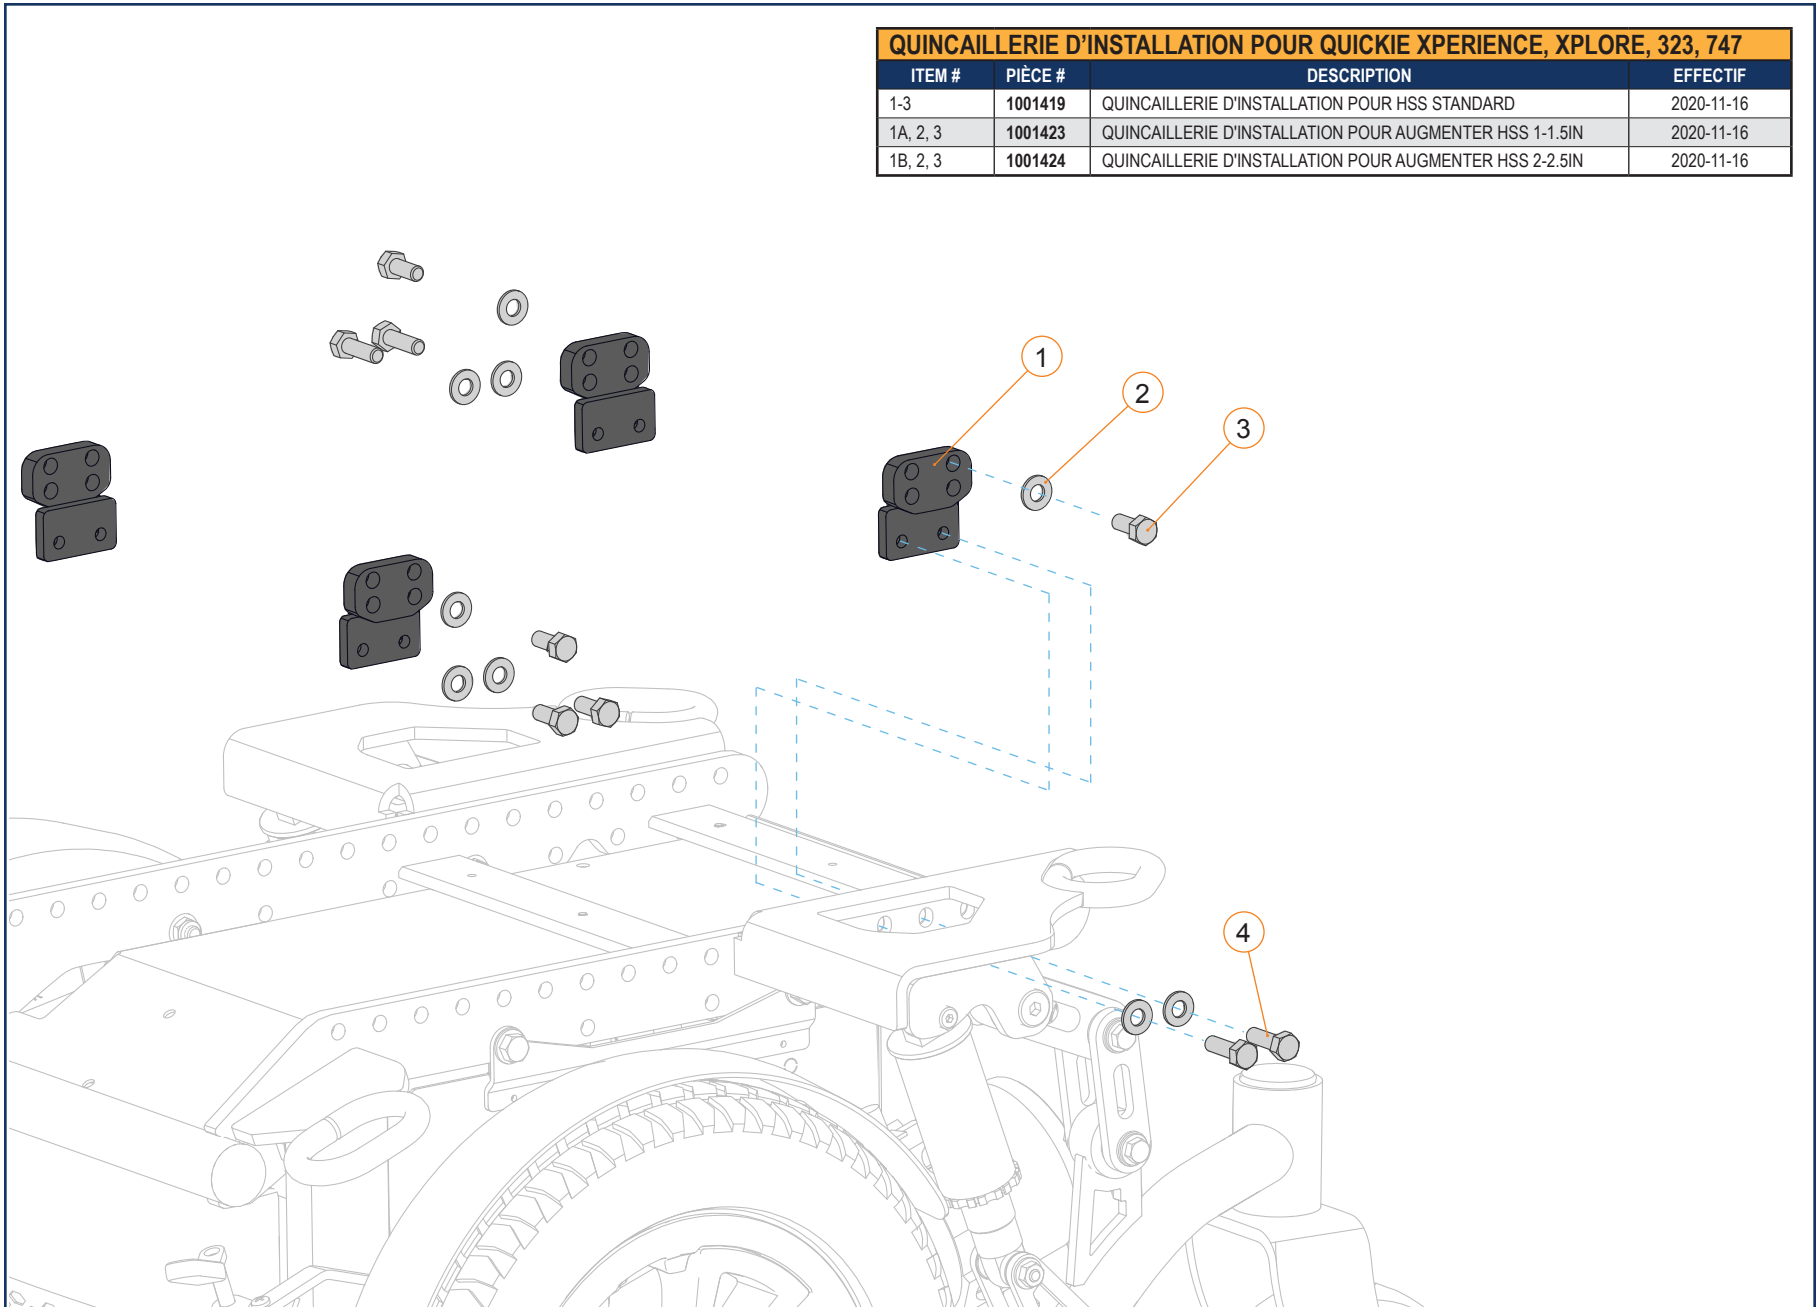 QUINCAILLERIE D’INSTALLATION POUR QUICKIE XPERIENCE, XPLORE, 323, 747
ITEM # PIÈCE # DESCRIPTION EFFECTIF
1-3 1001419 QUINCAILLERIE D'INSTALLATION POUR HSS STANDARD 2020-11-16
1A, 2, 3 1001423 QUINCAILLERIE D'INSTALLATION POUR AUGMENTER HSS 1-1.5IN 2020-11-16
1B, 2, 3 1001424 QUINCAILLERIE D'INSTALLATION POUR AUGMENTER HSS 2-2.5IN 2020-11-16
1
2
3
4